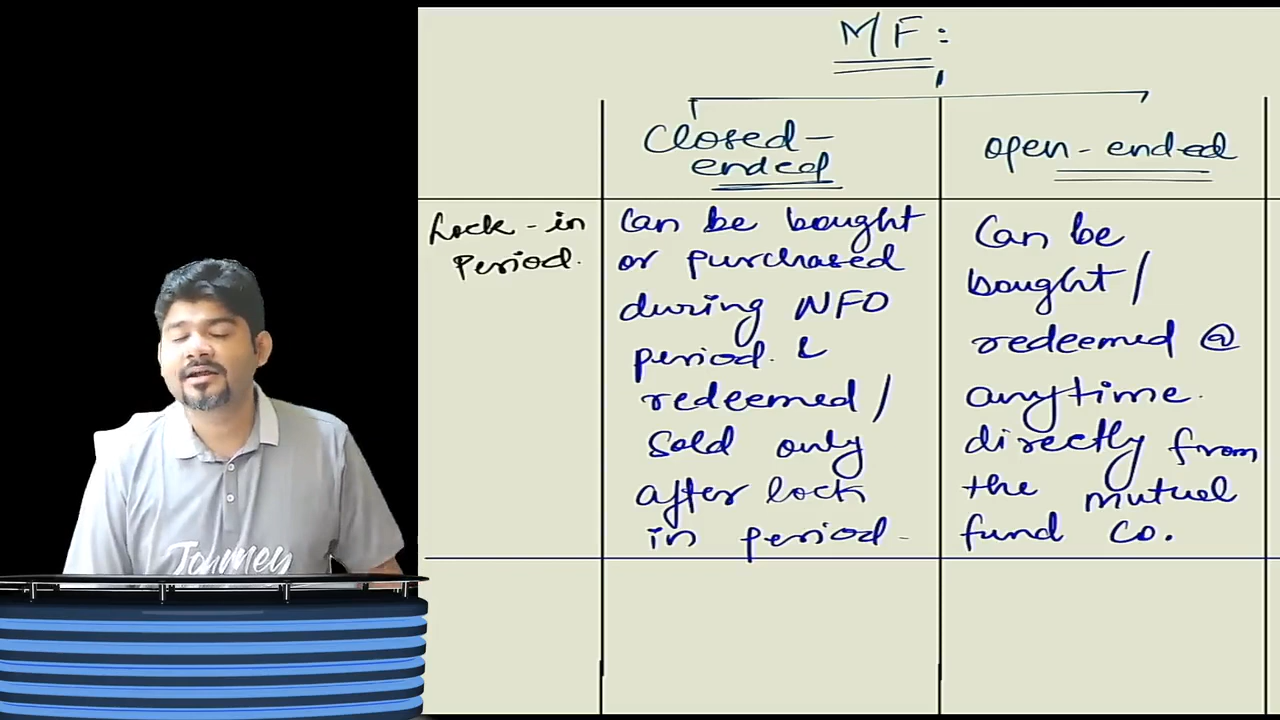 MF:
Closed-
ended
open-ended
Lock-in
Period.
Can be bought
or purchased
during NFO
period. &
redeemed/
Sold only
after lock
in period.
Can be
bought/
redeemed @
anytime.
directly from
the mutual
fund Co.
Journey